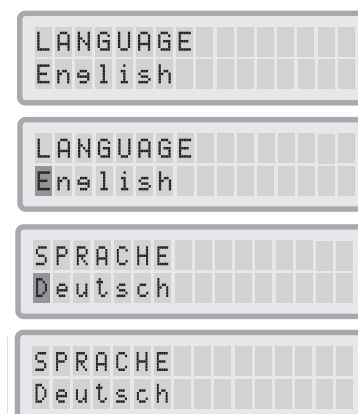 LANGUAGE
English
LANGUAGE
English
SPRACHE
Deutsch
SPRACHE
Deutsch